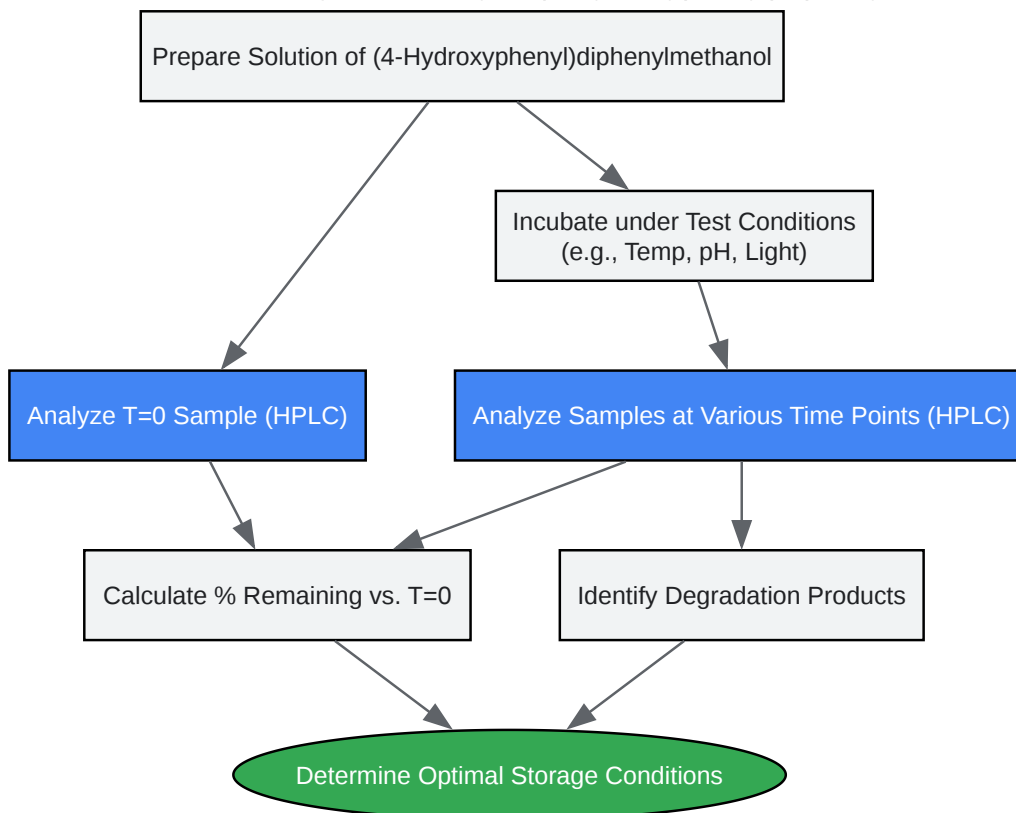 Prepare Solution of (4-Hydroxyphenyl)diphenylmethanol
Incubate under Test Conditions
(e.g., Temp, pH, Light)
Analyze T=0 Sample (HPLC)
Analyze Samples at Various Time Points (HPLC)
Calculate % Remaining vs. T=0
Identify Degradation Products
Determine Optimal Storage Conditions